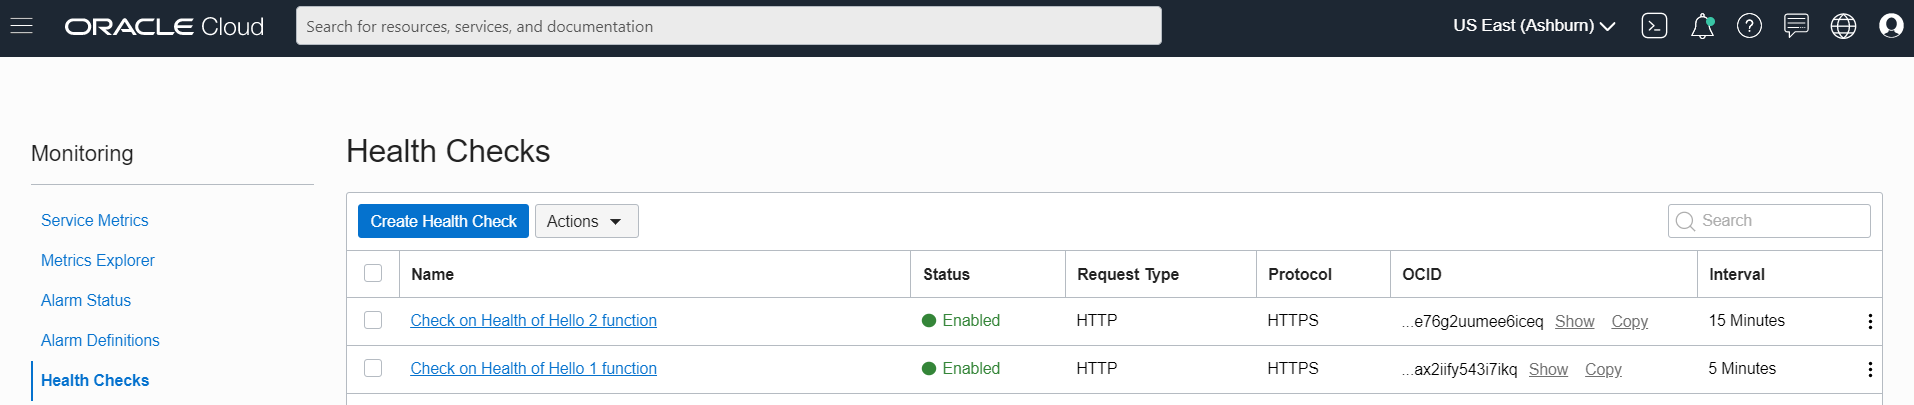 ORACLE Cloud
Search for resources, services, and documentation
US East (Ashburn)
Monitoring
Service Metrics
Metrics Explorer
Alarm Status
Alarm Definitions
Health Checks
Health Checks
Create Health Check Actions
Search
Name Status Request Type Protocol OCID Interval
Check on Health of Hello 2 function Enabled HTTP HTTPS ...e76g2uumee6iceq Show Copy 15 Minutes
Check on Health of Hello 1 function Enabled HTTP HTTPS ...ax2iify543i7ikq Show Copy 5 Minutes